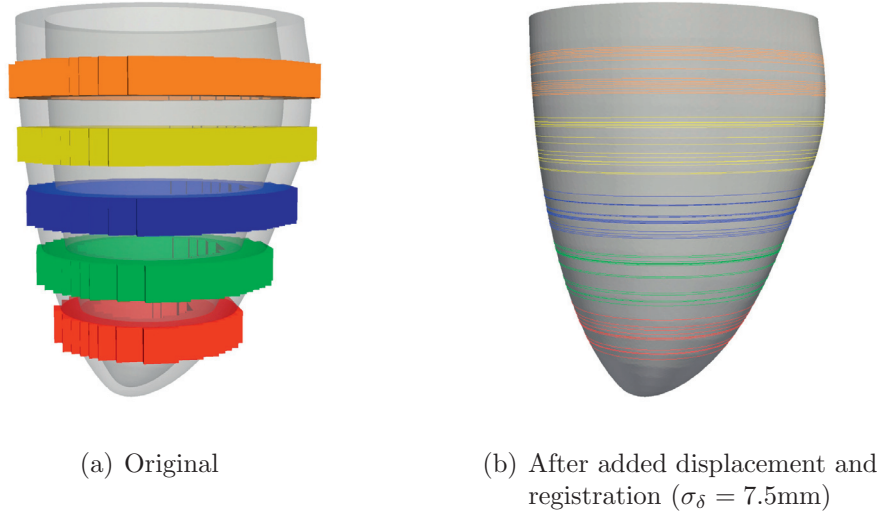 (a) Original
(b) After added displacement and
registration (σδ = 7.5mm)